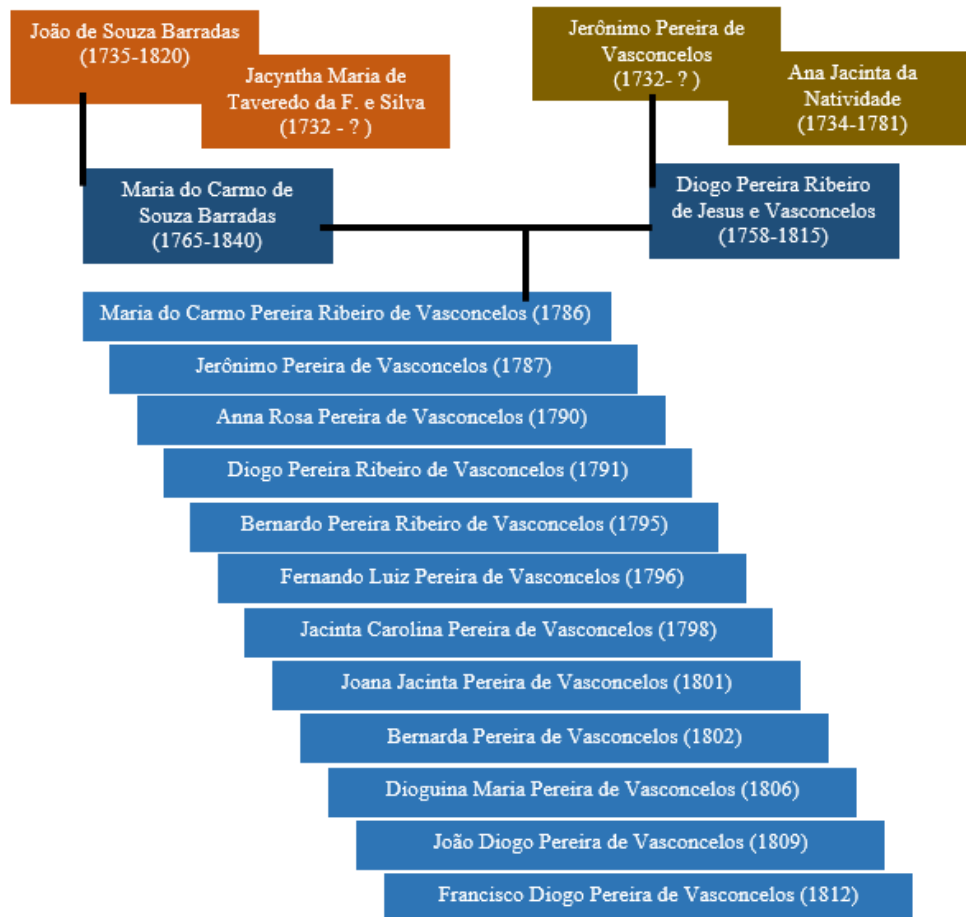 João de Souza Barradas
(1735-1820)
Jacyntha Maria de
Taveredo da F. e Silva
(1732 - ? )
Jerônimo Pereira de
Vasconcelos
(1732- ? )
Ana Jacinta da
Natividade
(1734-1781)
Maria do Carmo de
Souza Barradas
(1765-1840)
Diogo Pereira Ribeiro
de Jesus e Vasconcelos
(1758-1815)
Maria do Carmo Pereira Ribeiro de Vasconcelos (1786)
Jerônimo Pereira de Vasconcelos (1787)
Anna Rosa Pereira de Vasconcelos (1790)
Diogo Pereira Ribeiro de Vasconcelos (1791)
Bernardo Pereira Ribeiro de Vasconcelos (1795)
Fernando Luiz Pereira de Vasconcelos (1796)
Jacinta Carolina Pereira de Vasconcelos (1798)
Joana Jacinta Pereira de Vasconcelos (1801)
Bernarda Pereira de Vasconcelos (1802)
Dioguina Maria Pereira de Vasconcelos (1806)
João Diogo Pereira de Vasconcelos (1809)
Francisco Diogo Pereira de Vasconcelos (1812)